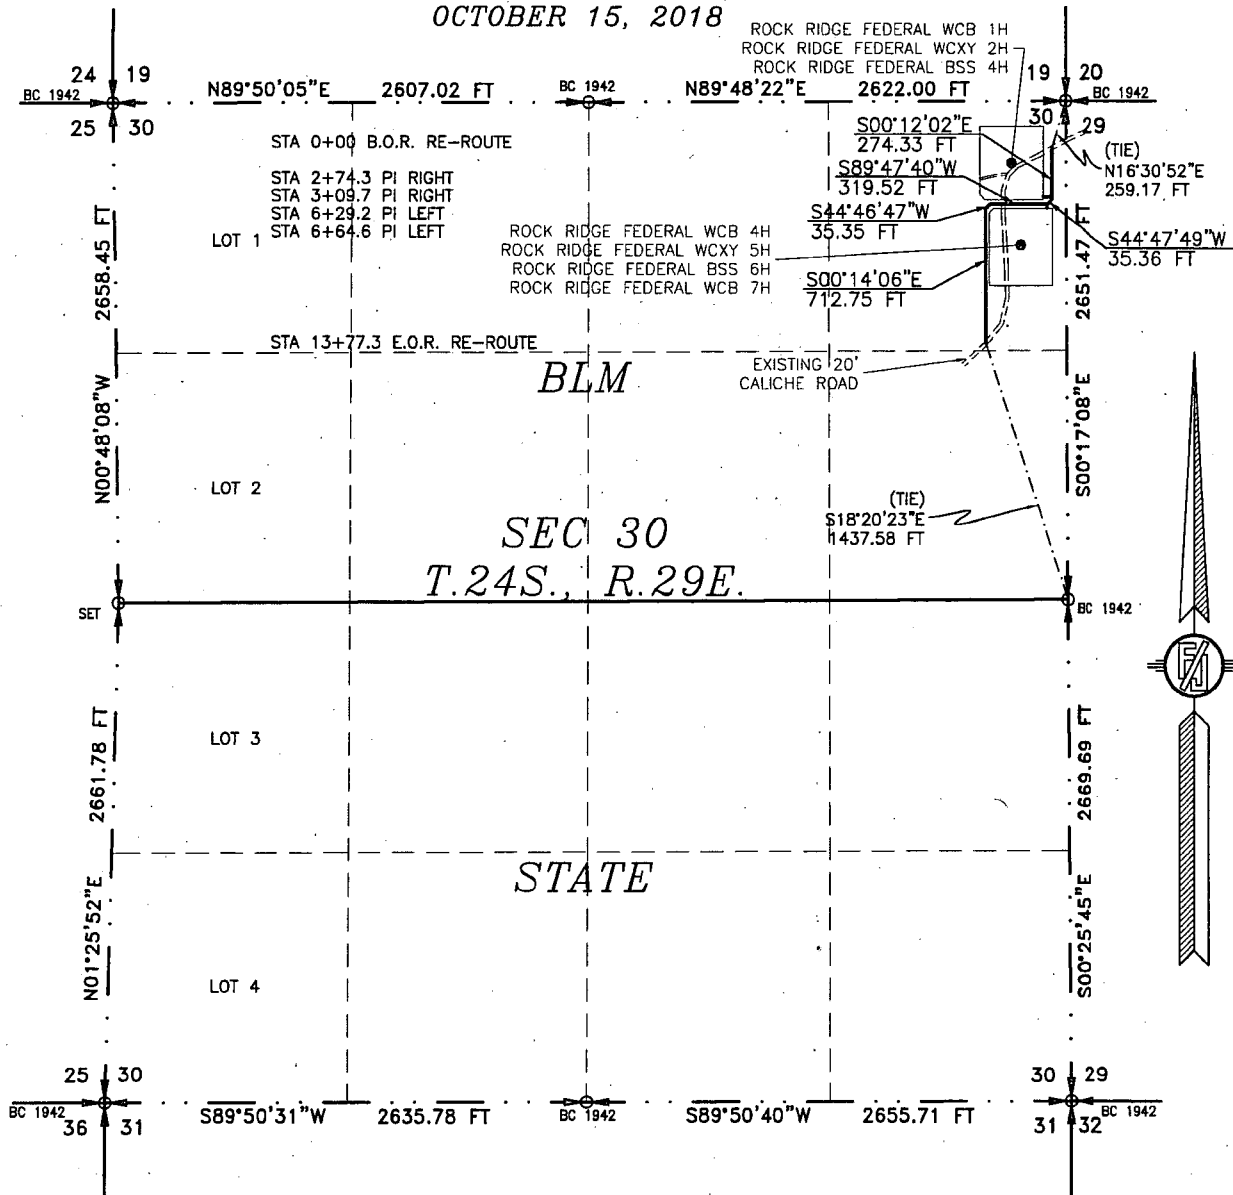 OCTOBER 15, 2018
ROCK RIDGE FEDERAL WCB 1H
ROCK RIDGE FEDERAL WCXY 2H
ROCK RIDGE FEDERAL BSS 4H
24 19
BC 1942
25 30
N89°50'05"E 2607.02 FT
BC 1942
N89°48'22"E 2622.00 FT
19 20
BC 1942
30 29
STA 0+00 B.O.R. RE-ROUTE
STA 2+74.3 PI RIGHT
STA 3+09.7 PI RIGHT
STA 6+29.2 PI LEFT
STA 6+64.6 PI LEFT
S00°12'02"E
274.33 FT
S89°47'40"W
319.52 FT
S44°46'47"W
35.35 FT
(TIE)
N16°30'52"E
259.17 FT
S44°47'49"W
35.36 FT
LOT 1
ROCK RIDGE FEDERAL WCB 4H
ROCK RIDGE FEDERAL WCXY 5H
ROCK RIDGE FEDERAL BSS 6H
ROCK RIDGE FEDERAL WCB 7H
S00°14'06"E
712.75 FT
2658.45 FT
N00°48'08"W
2651.47 FT
S00°17'08"E
STA 13+77.3 E.O.R. RE-ROUTE
EXISTING 20'
CALICHE ROAD
BLM
LOT 2
(TIE)
S18°20'23"E
1437.58 FT
SEC 30
T.24S., R.29E.
SET
BC 1942
FSJ
LOT 3
2661.78 FT
N01°25'52"E
2669.69 FT
S00°25'45"E
STATE
LOT 4
25 30
BC 1942
36 31
S89°50'31"W 2635.78 FT
BC 1942
S89°50'40"W 2655.71 FT
30 29
BC 1942
31 32